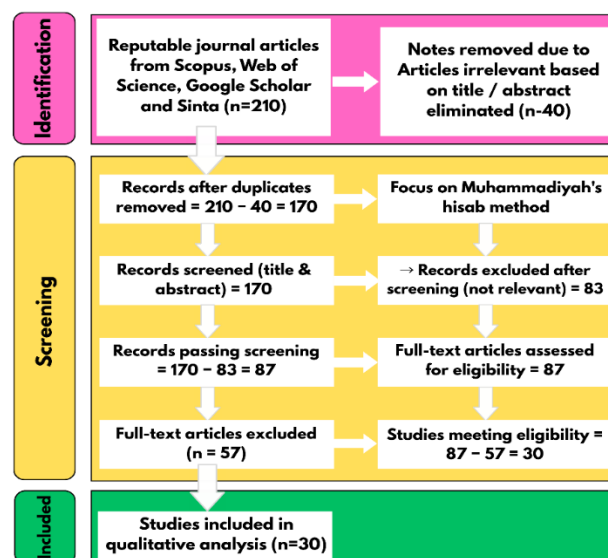 Identification
Reputable journal articles
from Scopus, Web of
Science, Google Scholar
and Sinta (n=210)
Notes removed due to
Articles irrelevant based
on title / abstract
eliminated (n-40)
Screening
Records after duplicates
removed = 210 – 40 = 170
Focus on Muhammadiyah's
hisab method
Records screened (title &
abstract) = 170
→ Records excluded after
screening (not relevant) = 83
Records passing screening
= 170 – 83 = 87
Full-text articles assessed
for eligibility = 87
Full-text articles excluded
(n = 57)
Studies meeting eligibility =
87 – 57 = 30
Included
Studies included in
qualitative analysis (n=30)